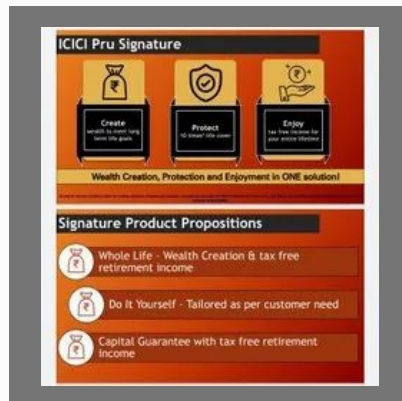 ICICI Pru Signature
Create
wealth to meet long
term life goals
Protect
10 times* life cover
Enjoy
tax free income for
your entire lifetime
Wealth Creation, Protection and Enjoyment in ONE solution!
Signature Product Propositions
Whole Life - Wealth Creation & tax free
retirement income
Do It Yourself - Tailored as per customer need
Capital Guarantee with tax free retirement
income